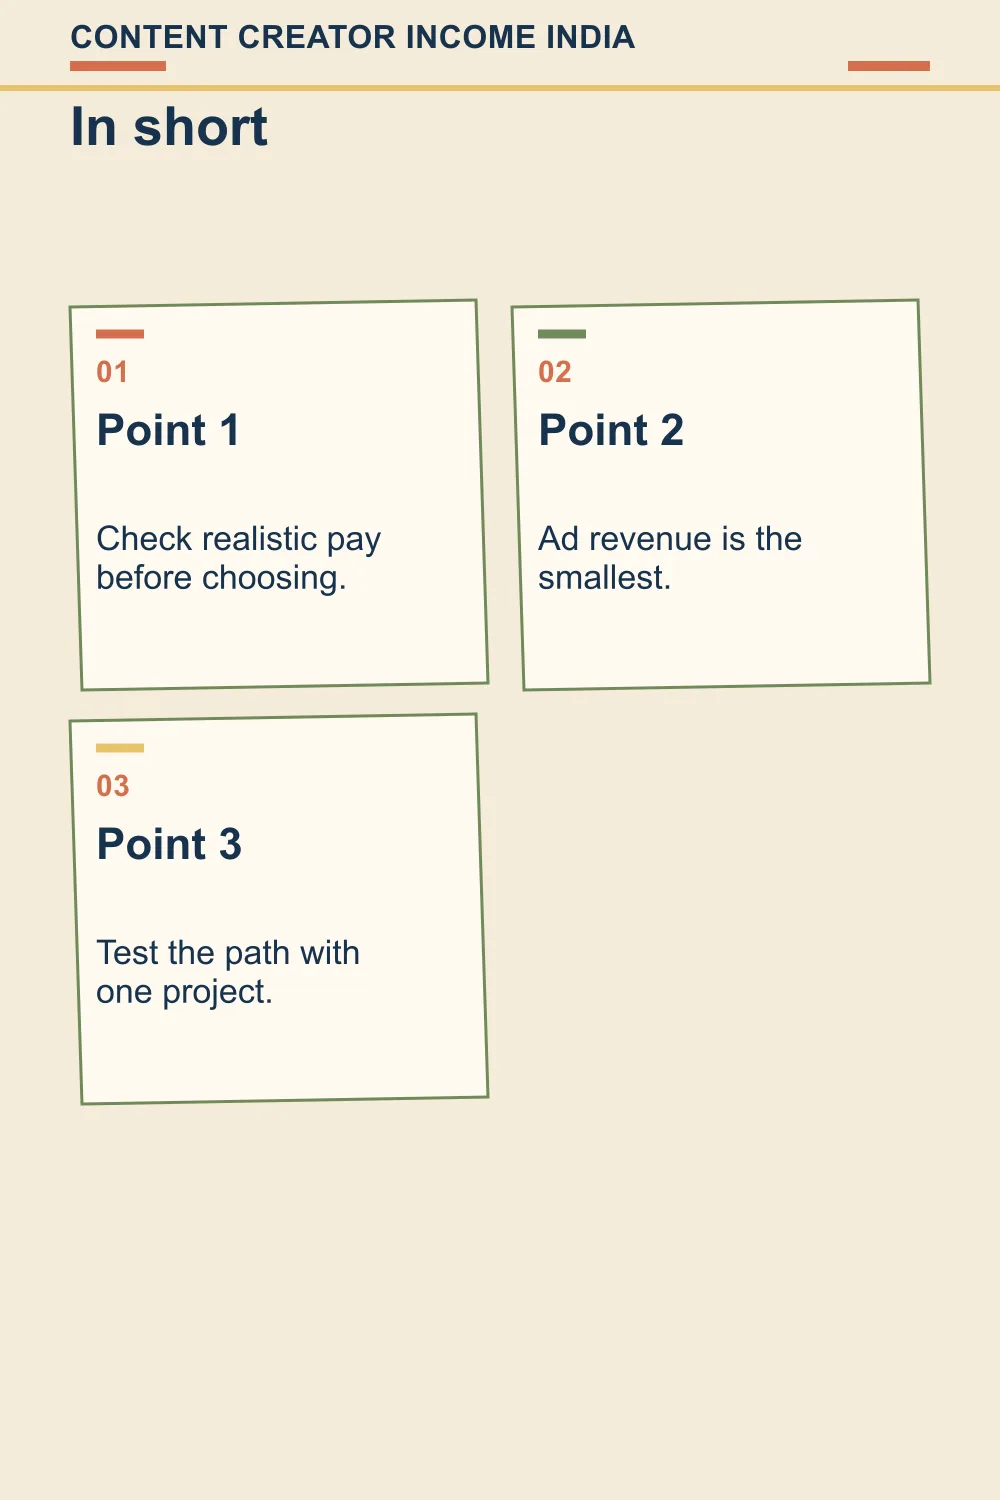 CONTENT CREATOR INCOME INDIA
In short
01
Point 1
Check realistic pay
before choosing.
02
Point 2
Ad revenue is the
smallest.
03
Point 3
Test the path with
one project.